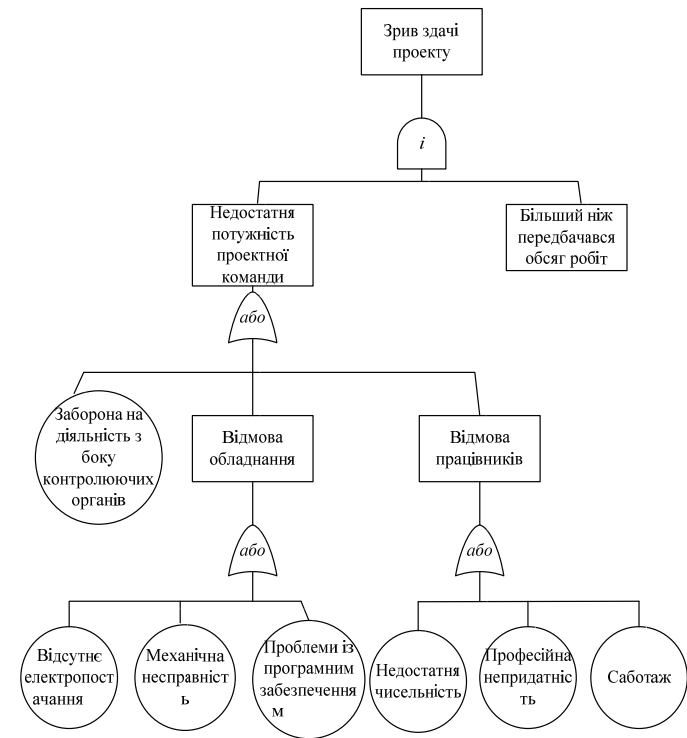 Зрив здачі
проекту
і
Недостатня
потужність
проектної
команди
Більший ніж
передбачався
обсяг робіт
або
Заборона на
діяльність з
боку
контролюючих
органів
Відмова
обладнання
Відмова
працівників
або
або
Відсутнє
електропост
ачання
Механічна
несправніст
ь
Проблеми із
програмним
забезпеченн
м
Недостатня
чисельність
Професійна
непридатніс
ть
Саботаж